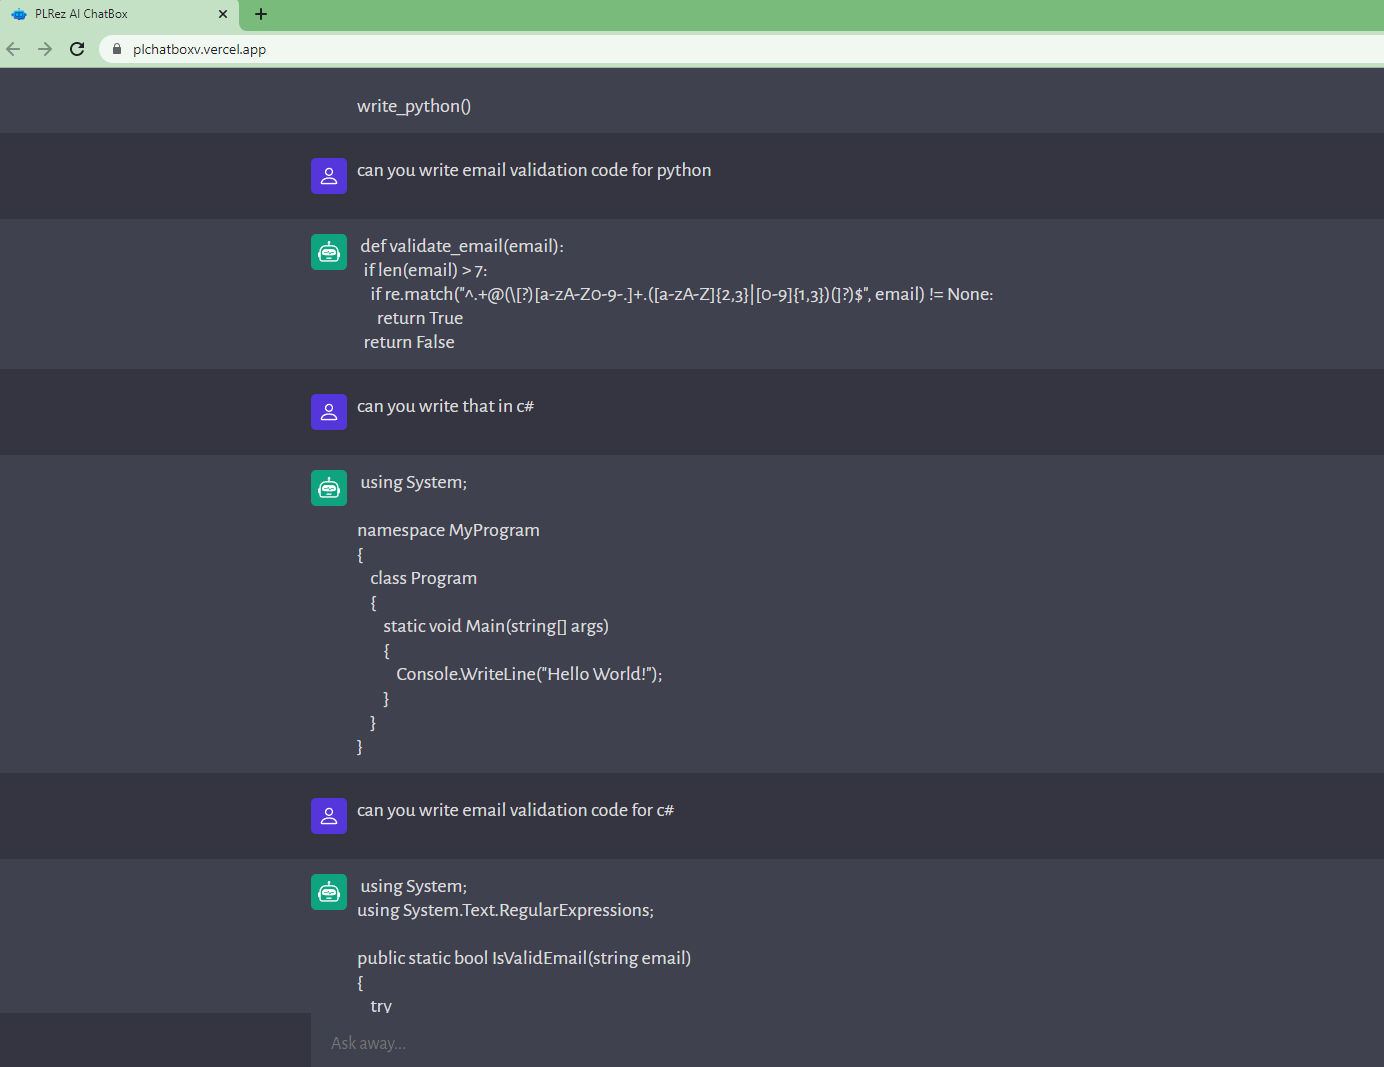 PLRez AI ChatBox
plchatboxv.vercel.app
write_python()
can you write email validation code for python
def validate_email(email):
if len(email) > 7:
if re.match("^.+@(\[?)[a-zA-Z0-9-.]+.([a-zA-Z]{2,3}|[0-9]{1,3})(]?)$", email) != None:
return True
return False
can you write that in c#
using System;
namespace MyProgram
{
class Program
{
static void Main(string[] args)
{
Console.WriteLine("Hello World!");
}
}
}
can you write email validation code for c#
using System;
using System.Text.RegularExpressions;
public static bool IsValidEmail(string email)
{
try
Ask away...